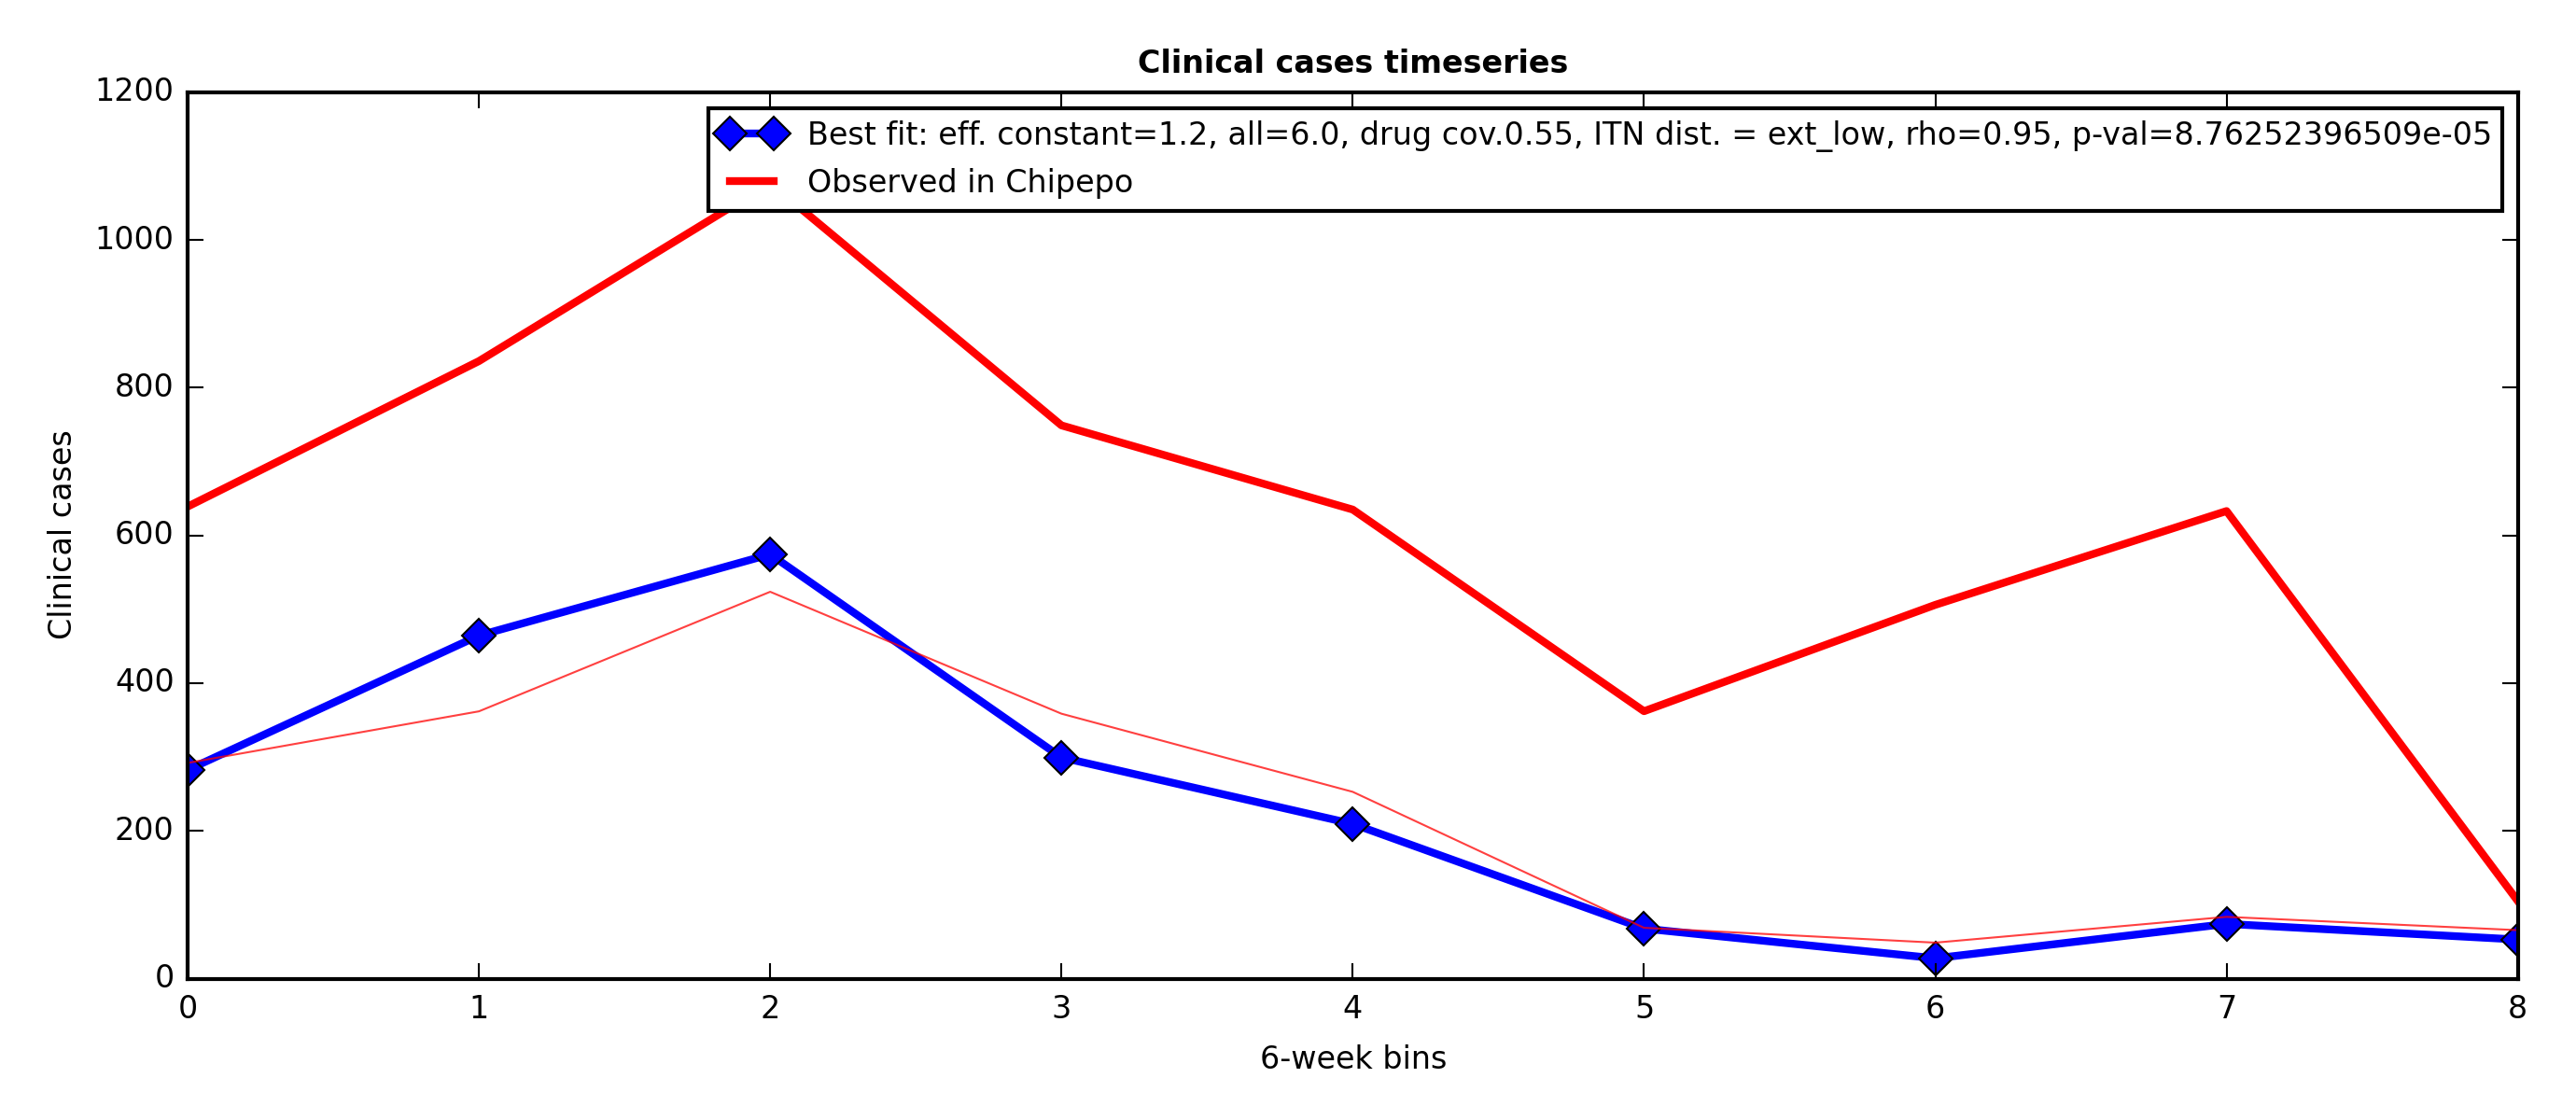 Clinical cases timeseries
Best fit: eff. constant=1.2, all=6.0, drug cov.0.55, ITN dist. = ext_low, rho=0.95, p-val=8.76252396509e-05
Observed in Chipepo
1200
1000
800
600
400
200
0
Clinical cases
0 1 2 3 4 5 6 7 8
6-week bins